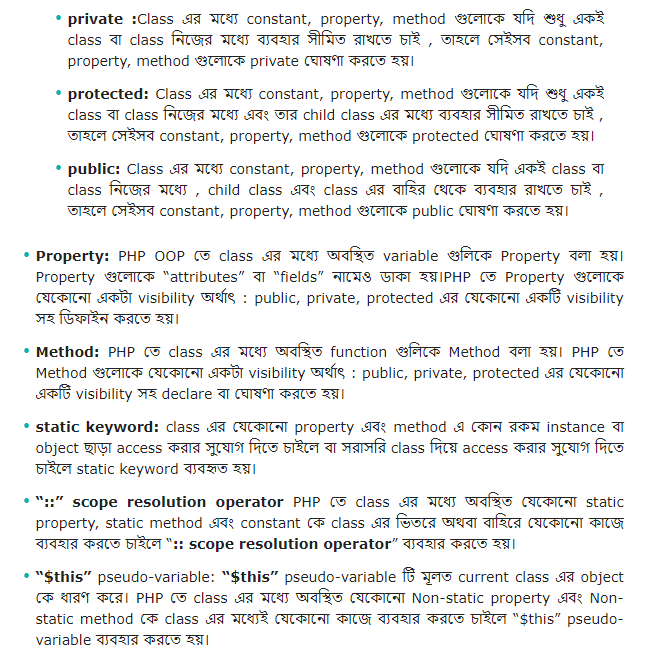 • private :Class এর মধ্যে constant, property, method গুলোকে যদি শুধু একই
class বা class নিজের মধ্যে ব্যবহার সীমিত রাখতে চাই , তাহলে সেইসব constant,
property, method গুলোকে private ঘোষণা করতে হয়।
• protected: Class এর মধ্যে constant, property, method গুলোকে যদি শুধু একই
class বা class নিজের মধ্যে এবং তার child class এর মধ্যে ব্যবহার সীমিত রাখতে চাই ,
তাহলে সেইসব constant, property, method গুলোকে protected ঘোষণা করতে হয়।
• public: Class এর মধ্যে constant, property, method গুলোকে যদি একই class বা
class নিজের মধ্যে , child class এবং class এর বাহির থেকে ব্যবহার রাখতে চাই ,
তাহলে সেইসব constant, property, method গুলোকে public ঘোষণা করতে হয়।
• Property: PHP OOP তে class এর মধ্যে অবস্থিত variable গুলিকে Property বলা হয়।
Property গুলোকে “attributes” বা “fields” নামেও ডাকা হয়।PHP তে Property গুলোকে
যেকোনো একটা visibility অর্থাৎ : public, private, protected এর যেকোনো একটি visibility
সহ ডিফাইন করতে হয়।
• Method: PHP তে class এর মধ্যে অবস্থিত function গুলিকে Method বলা হয়। PHP তে
Method গুলোকে যেকোনো একটা visibility অর্থাৎ : public, private, protected এর যেকোনো
একটি visibility সহ declare বা ঘোষণা করতে হয়।
• static keyword: class এর যেকোনো property এবং method এ কোন রকম instance বা
object ছাড়া access করার সুযোগ দিতে চাইলে বা সরাসরি class দিয়ে access করার সুযোগ দিতে
চাইলে static keyword ব্যবহৃত হয়।
• “::” scope resolution operator PHP তে class এর মধ্যে অবস্থিত যেকোনো static
property, static method এবং constant কে class এর ভিতরে অথবা বাহিরে যেকোনো কাজে
ব্যবহার করতে চাইলে “:: scope resolution operator” ব্যবহার করতে হয়।
• “$this” pseudo-variable: “$this” pseudo-variable টি মূলত current class এর object
কে ধারণ করে। PHP তে class এর মধ্যে অবস্থিত যেকোনো Non-static property এবং Non-
static method কে class এর মধ্যেই যেকোনো কাজে ব্যবহার করতে চাইলে “$this” pseudo-
variable ব্যবহার করতে হয়।